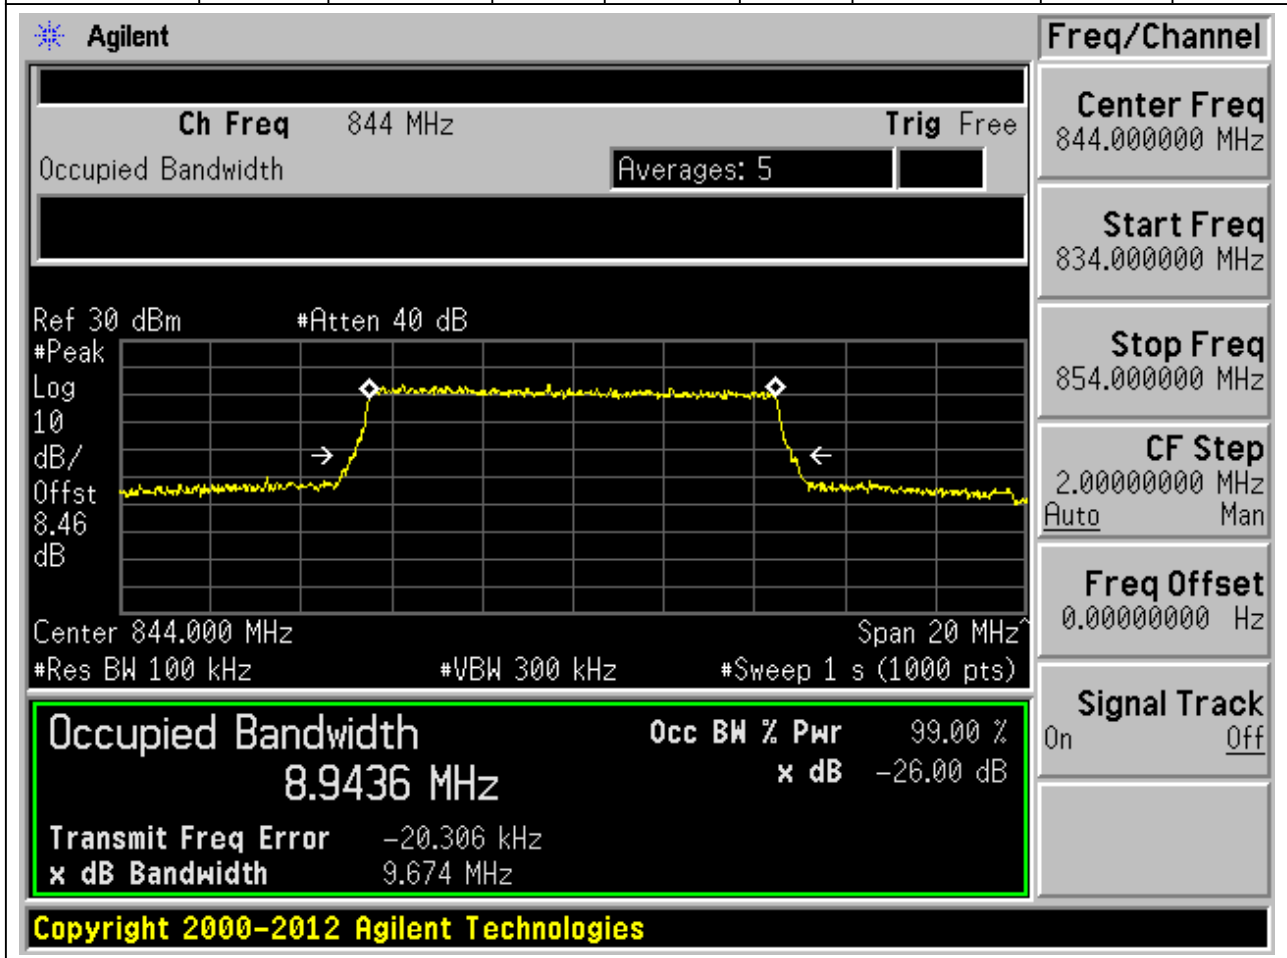 Agilent
Freq/Channel
Ch Freq 844 MHz Trig Free
Occupied Bandwidth Averages: 5
Center Freq
844.000000 MHz
Start Freq
834.000000 MHz
Stop Freq
854.000000 MHz
CF Step
2.00000000 MHz
Auto Man
Freq Offset
0.00000000 Hz
Signal Track
On Off
Ref 30 dBm #Atten 40 dB
#Peak
Log
10
dB/
Offst
8.46
dB
Center 844.000 MHz Span 20 MHz^
#Res BW 100 kHz #VBW 300 kHz #Sweep 1 s (1000 pts)
Occupied Bandwidth Occ BW % Pwr 99.00 %
8.9436 MHz x dB -26.00 dB
Transmit Freq Error -20.306 kHz
x dB Bandwidth 9.674 MHz
Copyright 2000-2012 Agilent Technologies